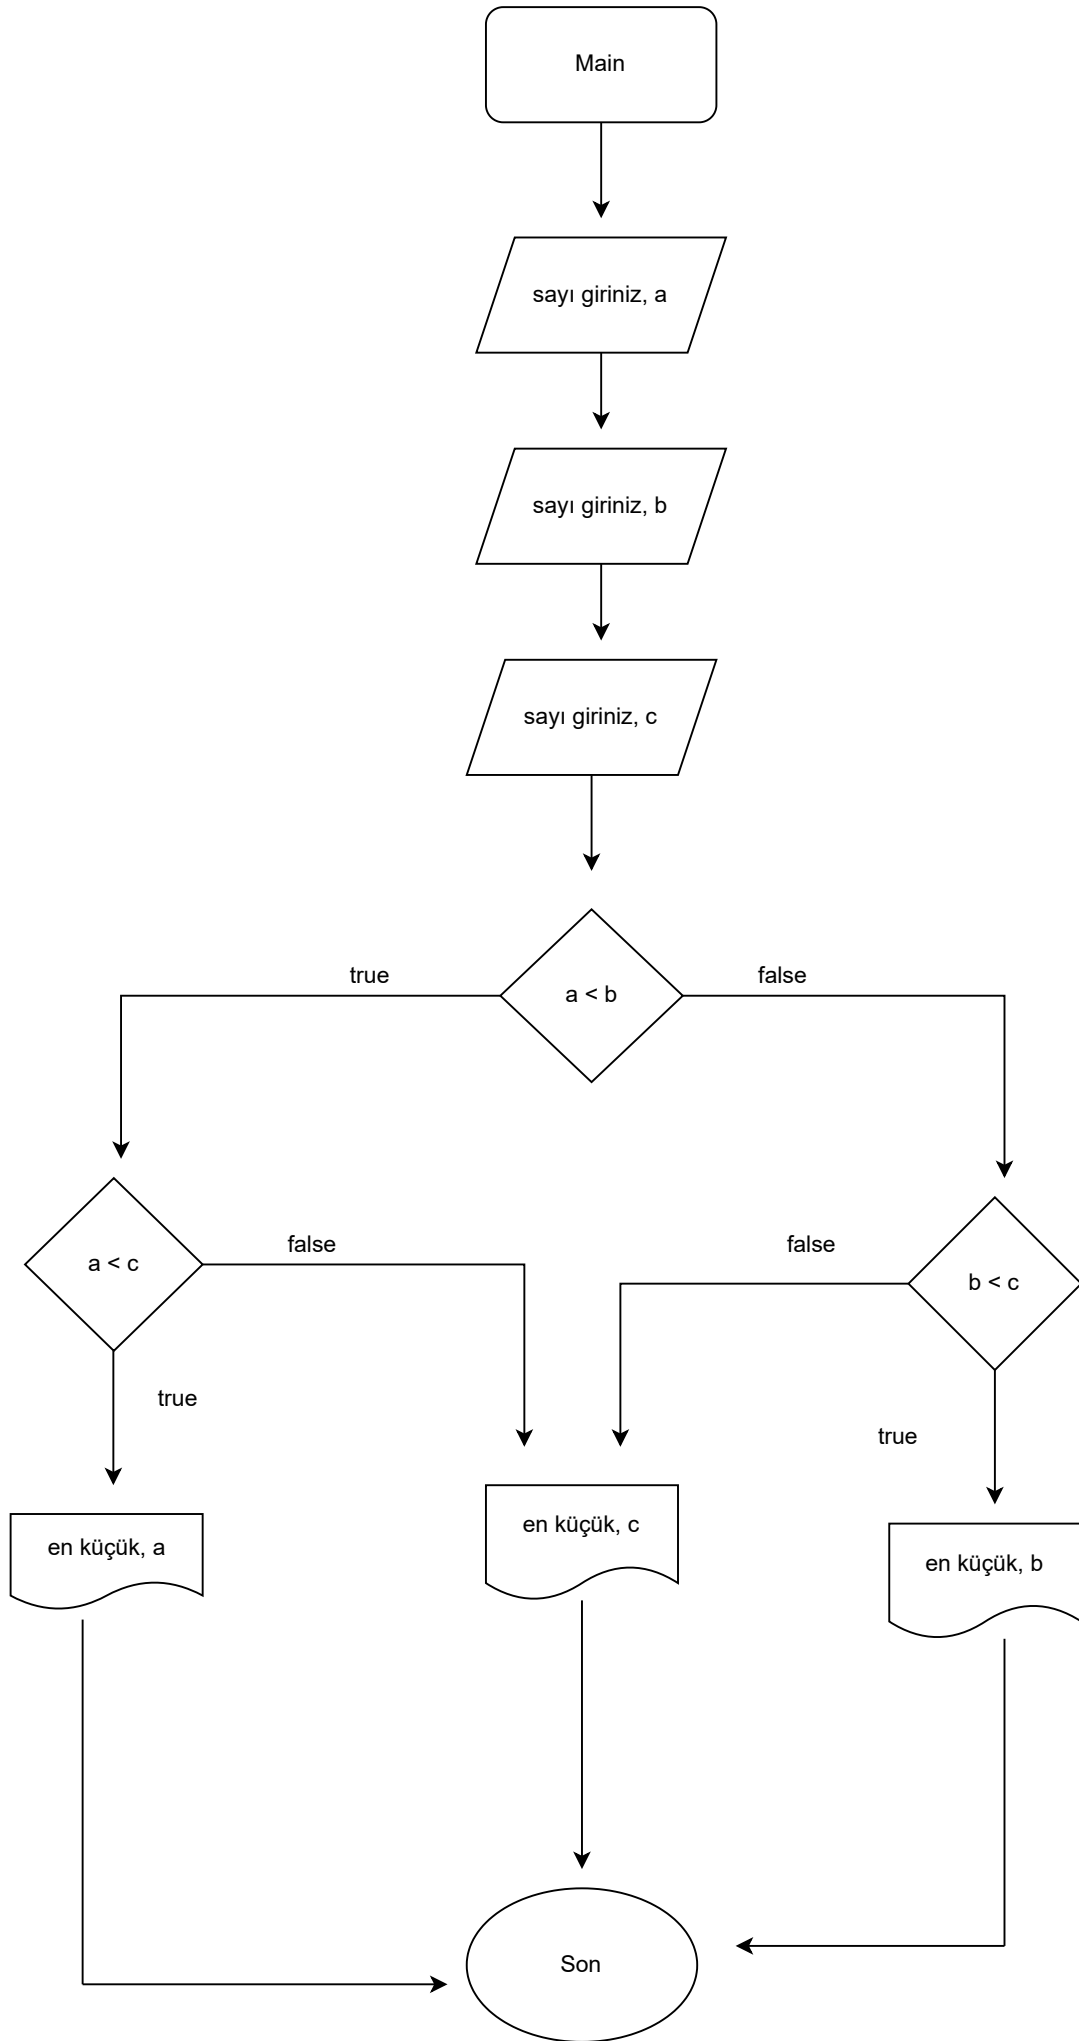 Main
sayı giriniz, a
sayı giriniz, b
sayı giriniz, c
a < b
true
false
a < c
false
true
b < c
false
true
en küçük, a
en küçük, c
en küçük, b
Son